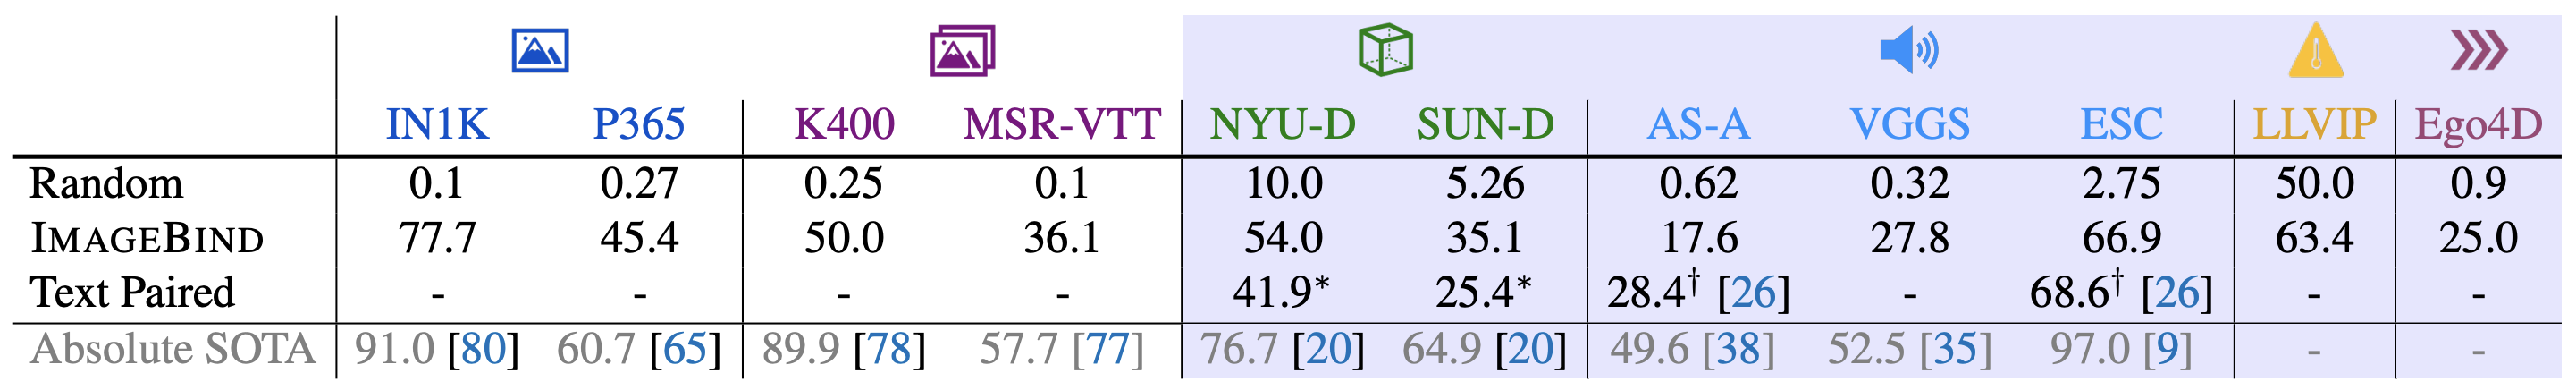 IN1K P365 K400 MSR-VTT NYU-D SUN-D AS-A VGGS ESC LLVIP Ego4D
Random 0.1 0.27 0.25 0.1 10.0 5.26 0.62 0.32 2.75 50.0 0.9
IMAGEBIND 77.7 45.4 50.0 36.1 54.0 35.1 17.6 27.8 66.9 63.4 25.0
Text Paired - - - - 41.9* 25.4* 28.4† [26] - 68.6† [26] - -
Absolute SOTA 91.0 [80] 60.7 [65] 89.9 [78] 57.7 [77] 76.7 [20] 64.9 [20] 49.6 [38] 52.5 [35] 97.0 [9] - -